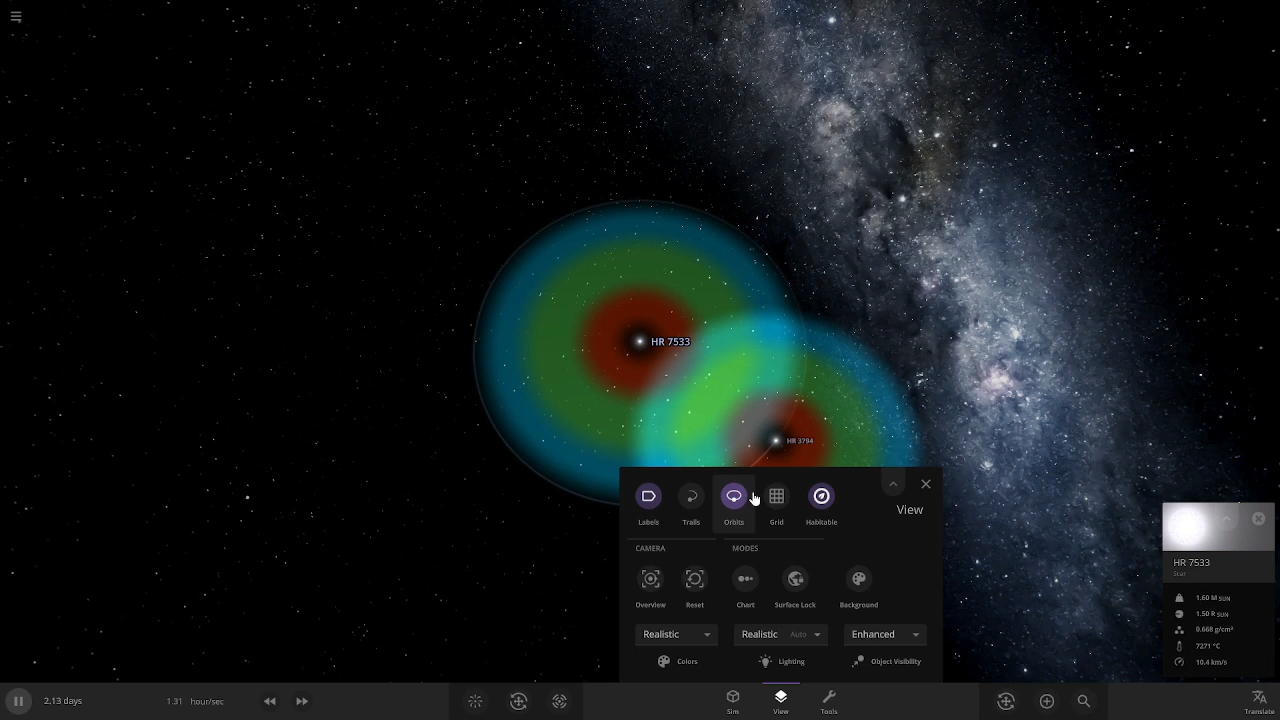 HR 7533
HR 3794
Labels Trails Orbits Grid Habitable
View
CAMERA MODES
Overview Reset Chart Surface Lock Background
Realistic Realistic Auto Enhanced
Colors Lighting Object Visibility
HR 7533
Star
1.60 M SUN
1.50 R SUN
0.668 g/cm³
7271 °C
10.4 km/s
2.13 days 1.31 hour/sec Sim View Tools Translate